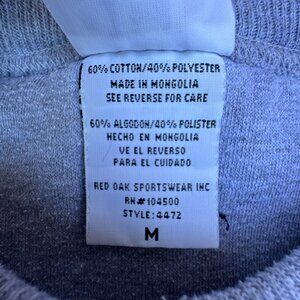 60% COTTON/40% POLYESTER
MADE IN MONGOLIA
SEE REVERSE FOR CARE
60% ALGODON/40% POLISTER
HECHO EN MONGOLIA
VE EL REVERSO
PARA EL CUIDADO
RED OAK SPORTSWEAR INC
RN#104500
STYLE: 4472
M